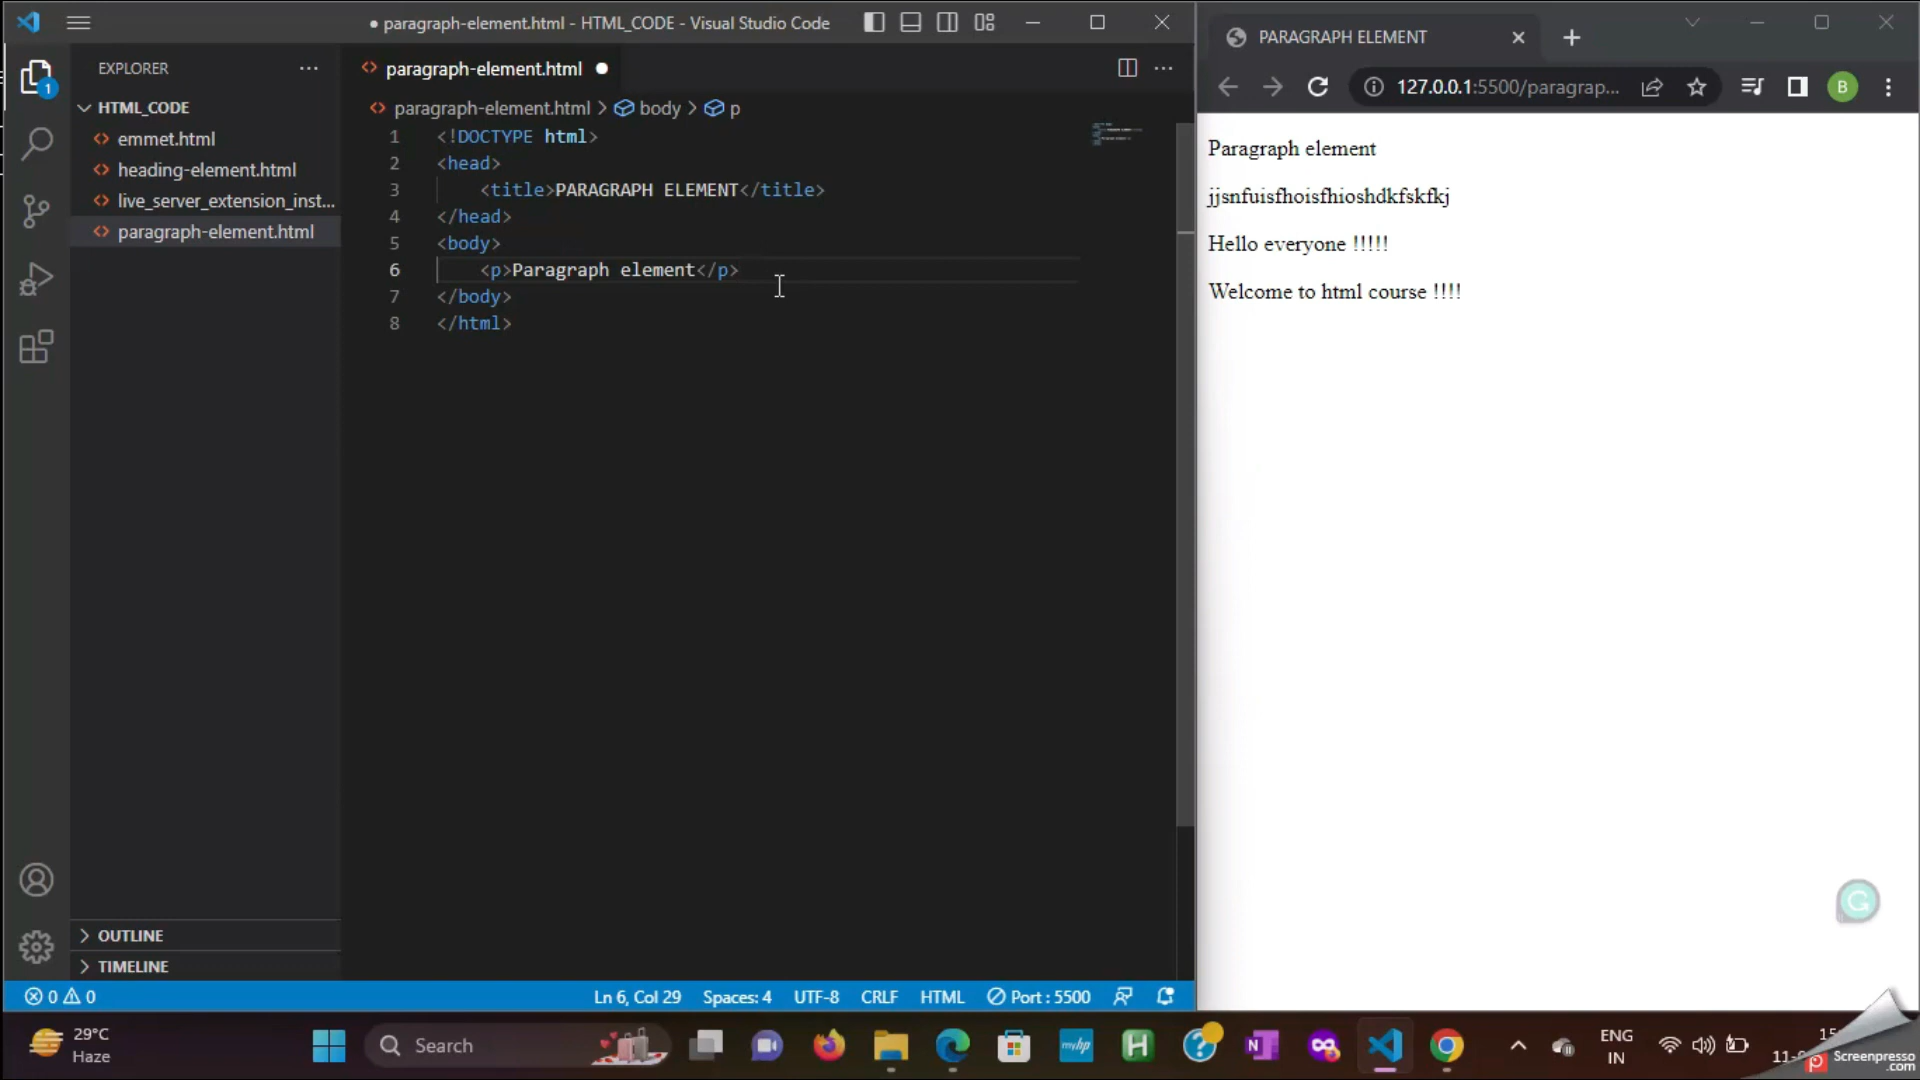 paragraph-element.html - HTML_CODE - Visual Studio Code
EXPLORER
1
HTML_CODE
emmet.html
heading-element.html
live_server_extension_inst...
paragraph-element.html
OUTLINE
TIMELINE
paragraph-element.html
paragraph-element.html > body > p
1 <!DOCTYPE html>
2 <head>
3 <title>PARAGRAPH ELEMENT</title>
4 </head>
5 <body>
6 <p>Paragraph element</p>
7 </body>
8 </html>
0 0
Ln 6, Col 29 Spaces: 4 UTF-8 CRLF HTML Port : 5500
PARAGRAPH ELEMENT
127.0.0.1:5500/paragrap...
B
Paragraph element
jjsnfuisfhoisfhioshdkfskfkj
Hello everyone !!!!!
Welcome to html course !!!!
G
29°C
Haze
Search
myhp
H
N
ENG
IN
Screenpresso
.com